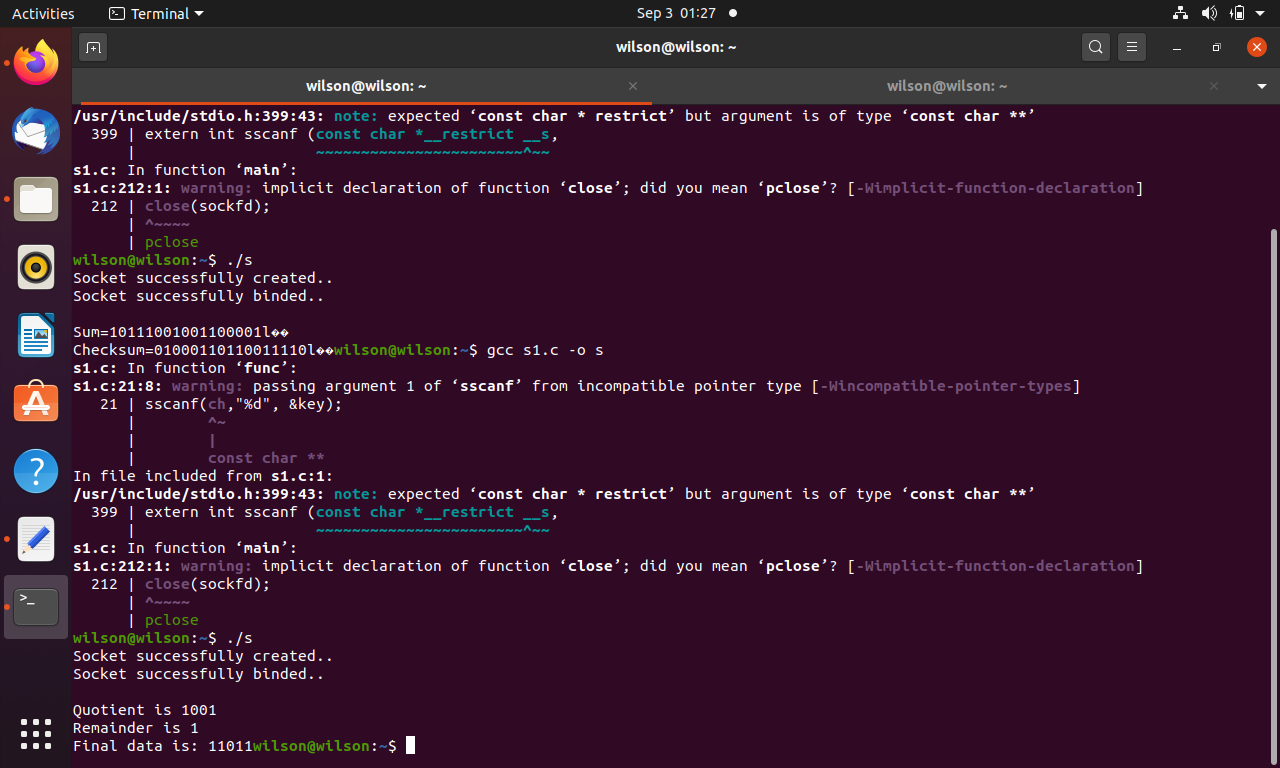 Activities
Terminal
Sep 3 01:27
wilson@wilson: ~
wilson@wilson: ~
wilson@wilson: ~
/usr/include/stdio.h:399:43: note: expected ‘const char * restrict’ but argument is of type ‘const char **’
  399 | extern int sscanf (const char *__restrict __s,
      |                    ~~~~~~~~~~~~~~~~~~~~~~~^~~
s1.c: In function ‘main’:
s1.c:212:1: warning: implicit declaration of function ‘close’; did you mean ‘pclose’? [-Wimplicit-function-declaration]
  212 | close(sockfd);
      | ^~~~~
      | pclose
wilson@wilson:~$ ./s
Socket successfully created..
Socket successfully binded..
Sum=10111001001100001l��
Checksum=01000110110011110l��wilson@wilson:~$ gcc s1.c -o s
s1.c: In function ‘func’:
s1.c:21:8: warning: passing argument 1 of ‘sscanf’ from incompatible pointer type [-Wincompatible-pointer-types]
   21 | sscanf(ch,"%d", &key);
      |        ^~
      |        |
      |        const char **
In file included from s1.c:1:
/usr/include/stdio.h:399:43: note: expected ‘const char * restrict’ but argument is of type ‘const char **’
  399 | extern int sscanf (const char *__restrict __s,
      |                    ~~~~~~~~~~~~~~~~~~~~~~~^~~
s1.c: In function ‘main’:
s1.c:212:1: warning: implicit declaration of function ‘close’; did you mean ‘pclose’? [-Wimplicit-function-declaration]
  212 | close(sockfd);
      | ^~~~~
      | pclose
wilson@wilson:~$ ./s
Socket successfully created..
Socket successfully binded..
Quotient is 1001
Remainder is 1
Final data is: 11011wilson@wilson:~$